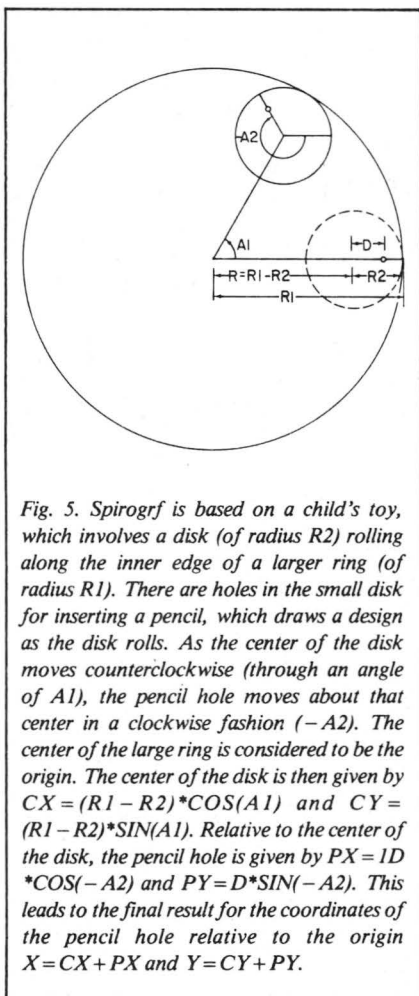 A2
A1
D
R=R1-R2
R2
R1
Fig. 5. Spirogrf is based on a child's toy,
which involves a disk (of radius R2) rolling
along the inner edge of a larger ring (of
radius R1). There are holes in the small disk
for inserting a pencil, which draws a design
as the disk rolls. As the center of the disk
moves counterclockwise (through an angle
of A1), the pencil hole moves about that
center in a clockwise fashion (−A2). The
center of the large ring is considered to be the
origin. The center of the disk is then given by
CX = (R1 − R2)*COS(A1) and CY =
(R1 − R2)*SIN(A1). Relative to the center of
the disk, the pencil hole is given by PX = 1D
*COS(−A2) and PY = D*SIN(−A2). This
leads to the final result for the coordinates of
the pencil hole relative to the origin
X = CX + PX and Y = CY + PY.